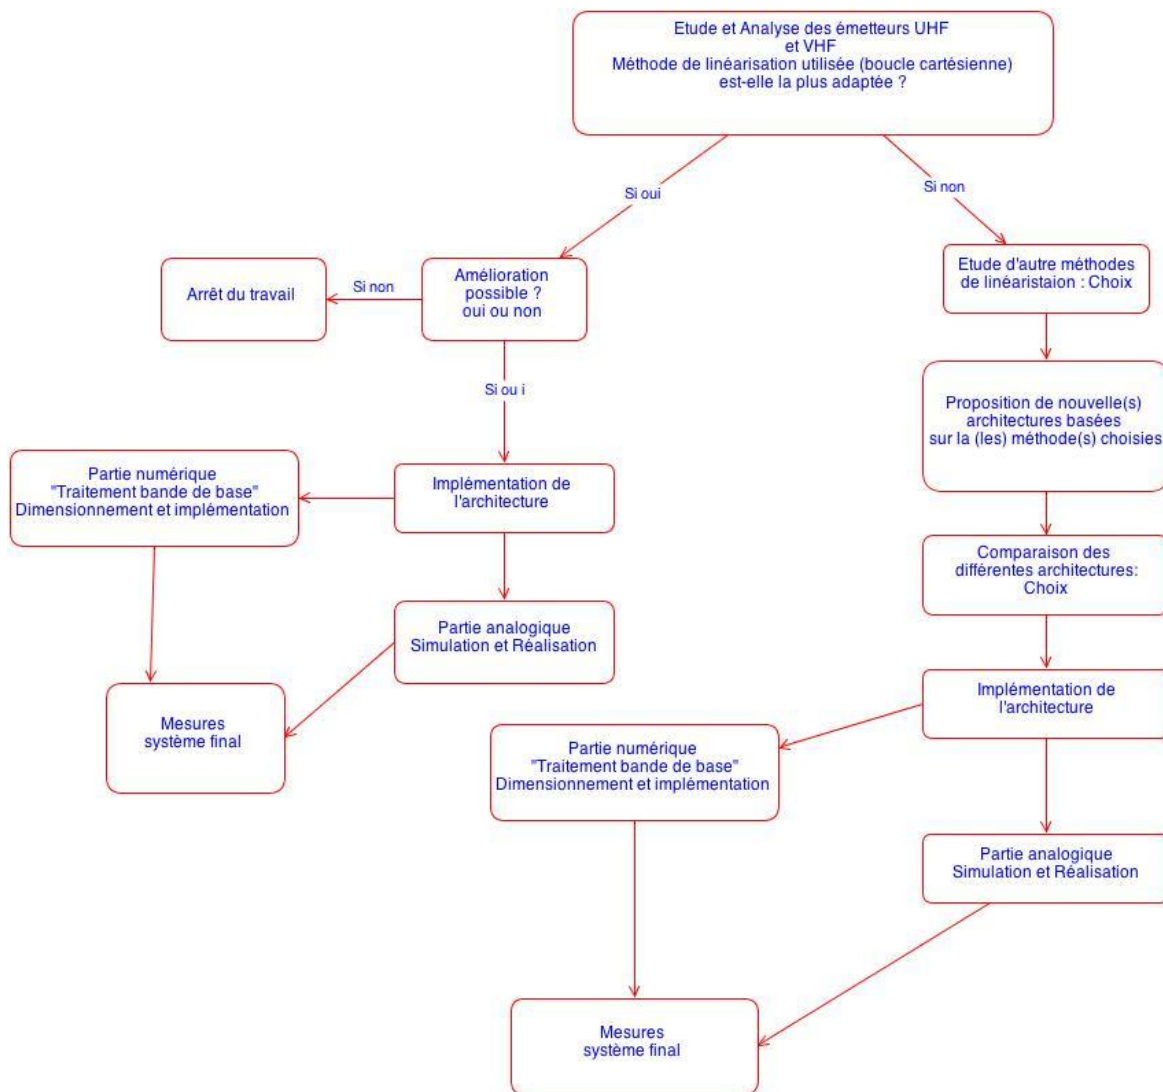 Etude et Analyse des émetteurs UHF
et VHF
Méthode de linéarisation utilisée (boucle cartésienne)
est-elle la plus adaptée ?
Si oui
Si non
Arrêt du travail
Si non
Amélioration
possible ?
oui ou non
Etude d'autre méthodes
de linéaristaion : Choix
Si ou i
Proposition de nouvelle(s)
architectures basées
sur la (les) méthode(s) choisies
Partie numérique
"Traitement bande de base"
Dimensionnement et implémentation
Implémentation de
l'architecture
Comparaison des
différentes architectures:
Choix
Partie analogique
Simulation et Réalisation
Implémentation de
l'architecture
Mesures
système final
Partie numérique
"Traitement bande de base"
Dimensionnement et implémentation
Partie analogique
Simulation et Réalisation
Mesures
système final